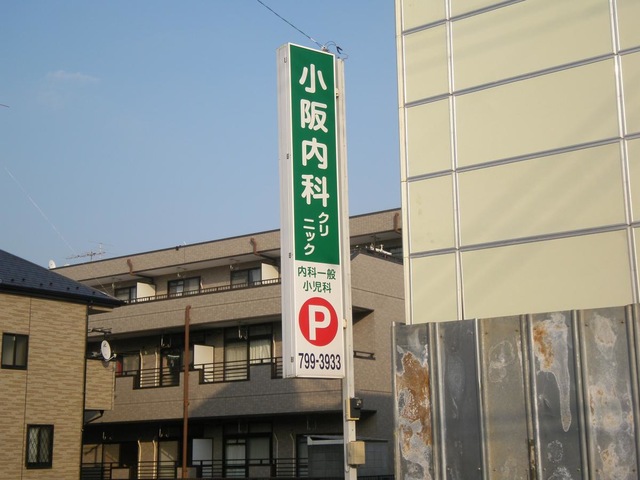 小阪内科
クリ
ニック
内科一般
小児科
P
799-3933